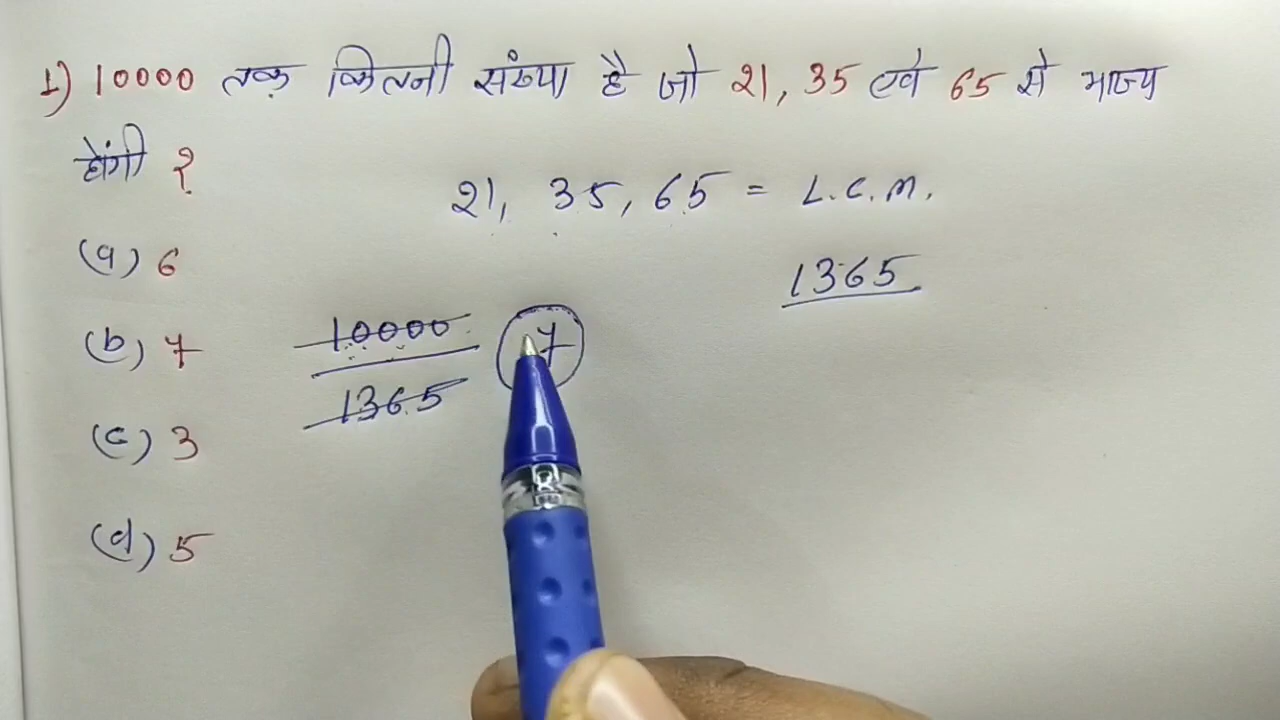 1) 10000 तक कितनी संख्या है जो 21, 35 एवं 65 से भाज्य
होंगी ?
21, 35, 65 = L.C.M.
1365
(a) 6
(b) 7
(c) 3
(d) 5
10000
1365
7